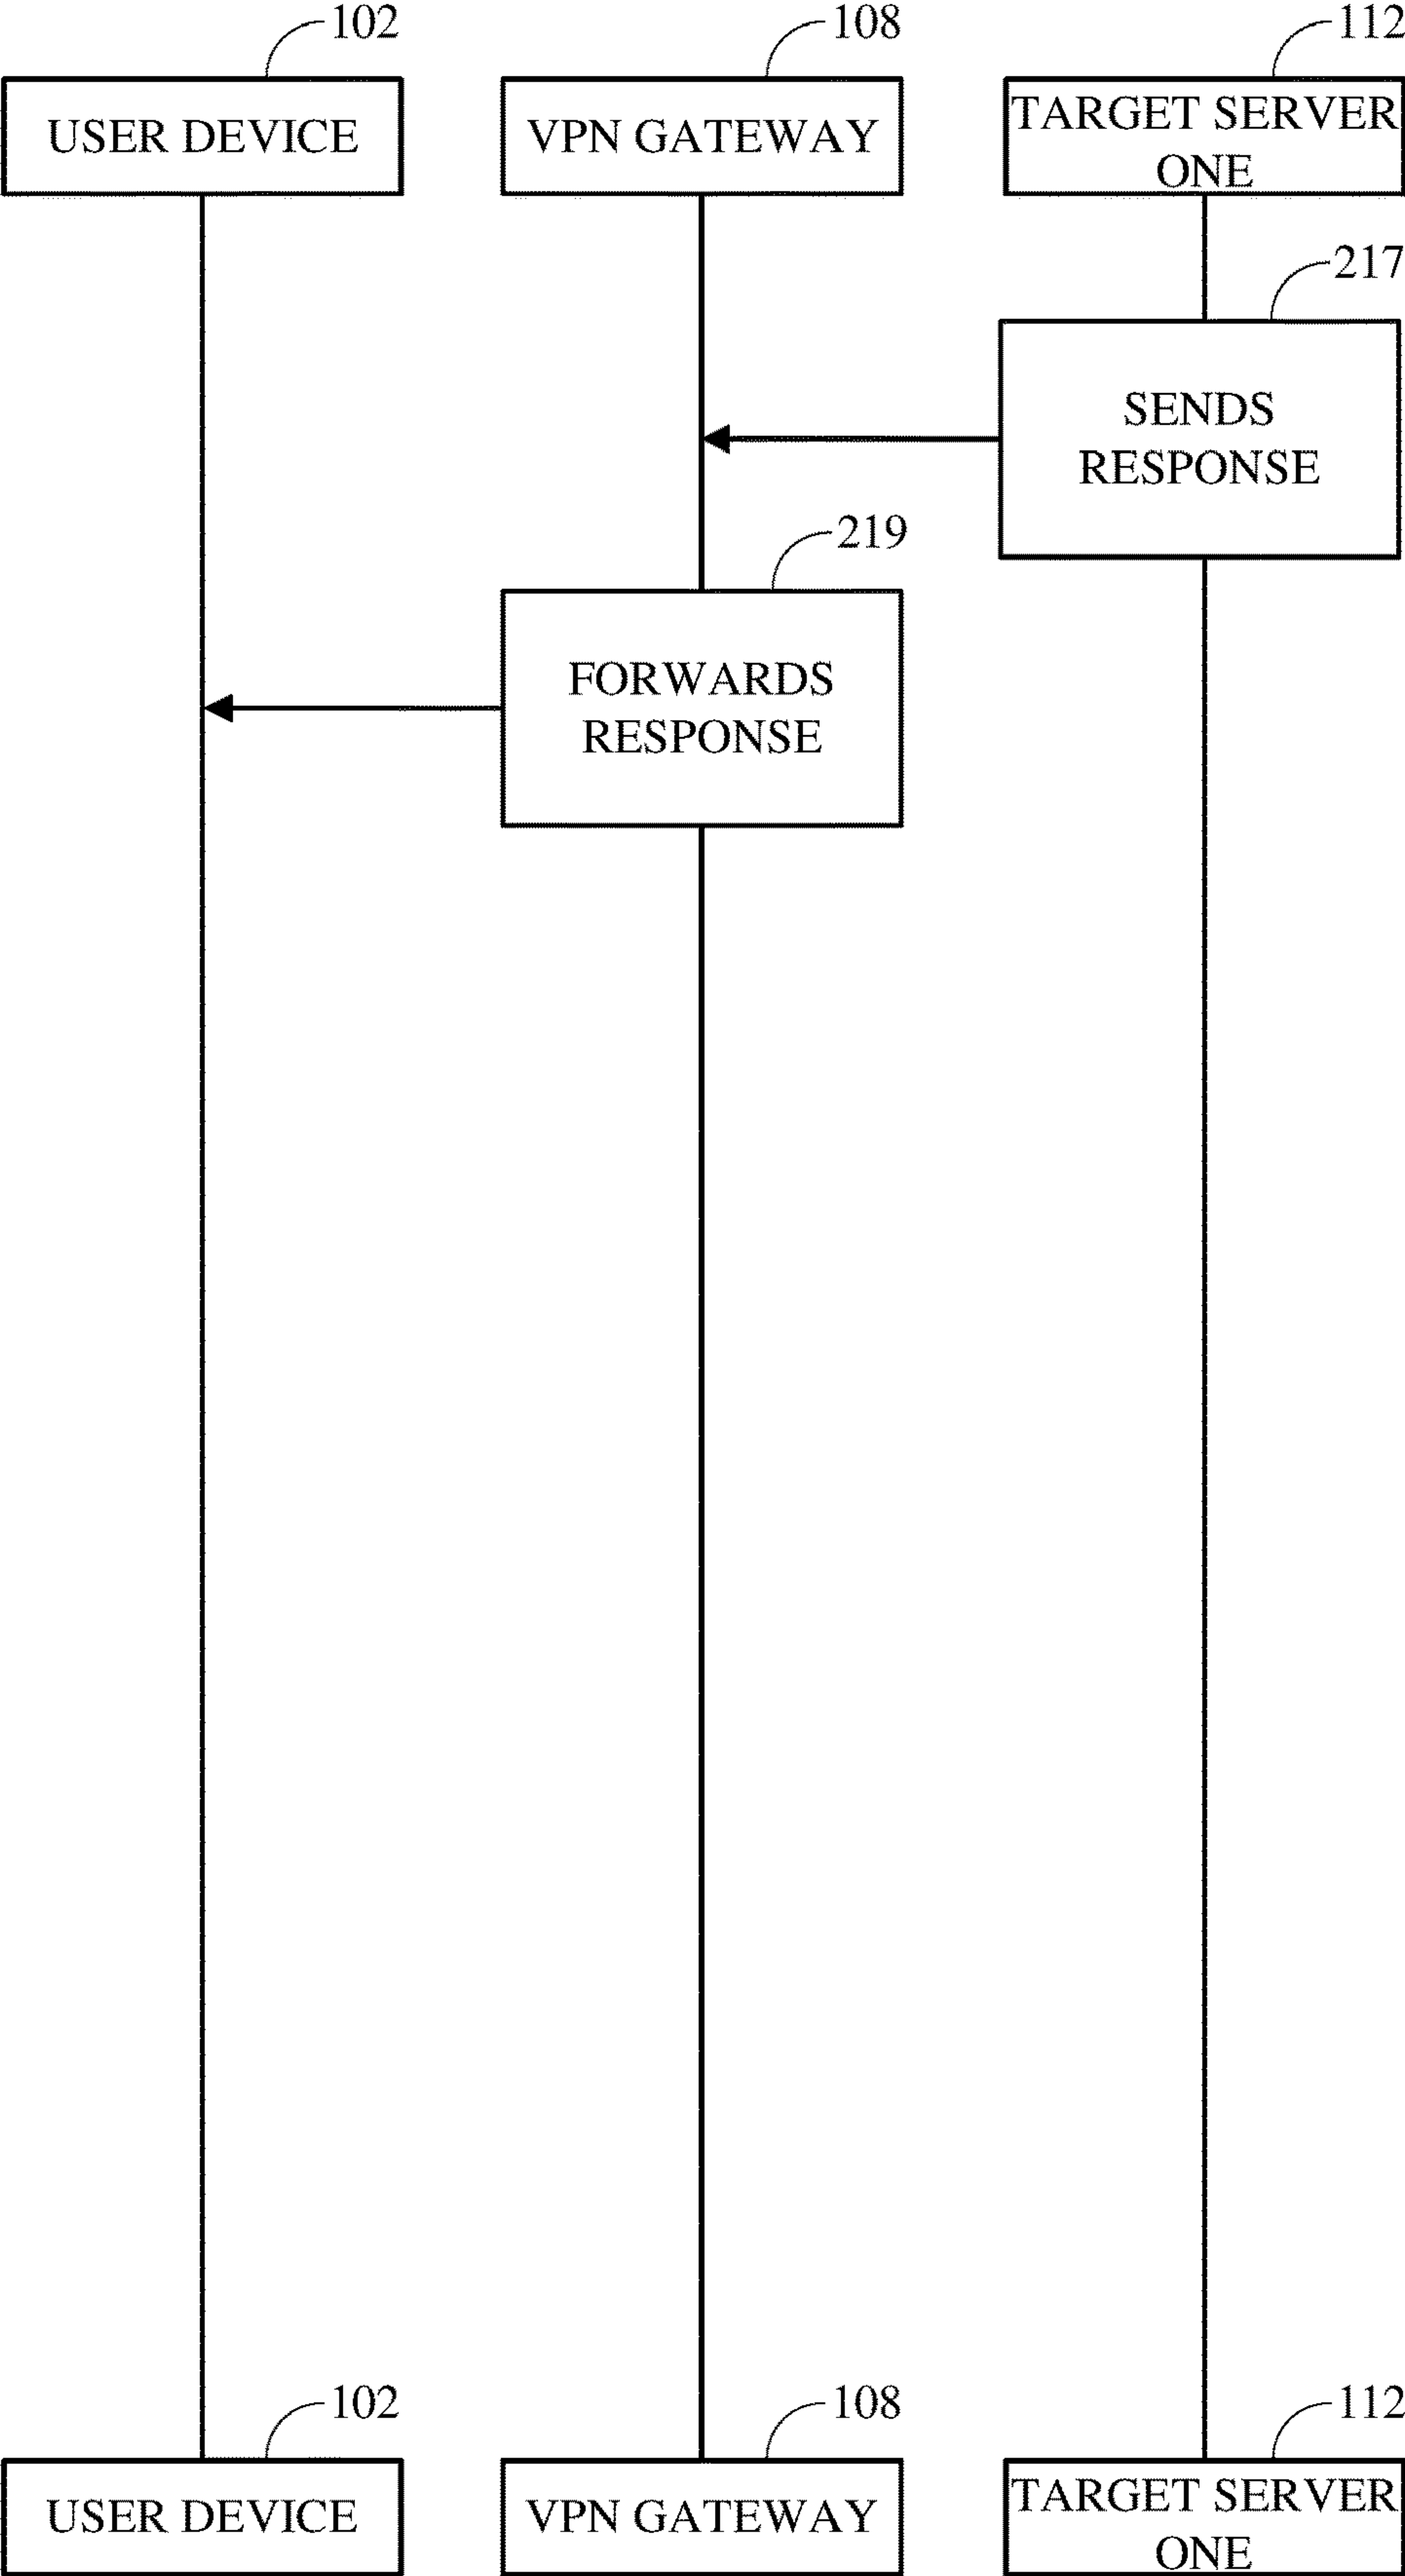 102
108
112
USER DEVICE
VPN GATEWAY
TARGET SERVER
ONE
217
SENDS
RESPONSE
219
FORWARDS
RESPONSE
102
108
112
USER DEVICE
VPN GATEWAY
TARGET SERVER
ONE